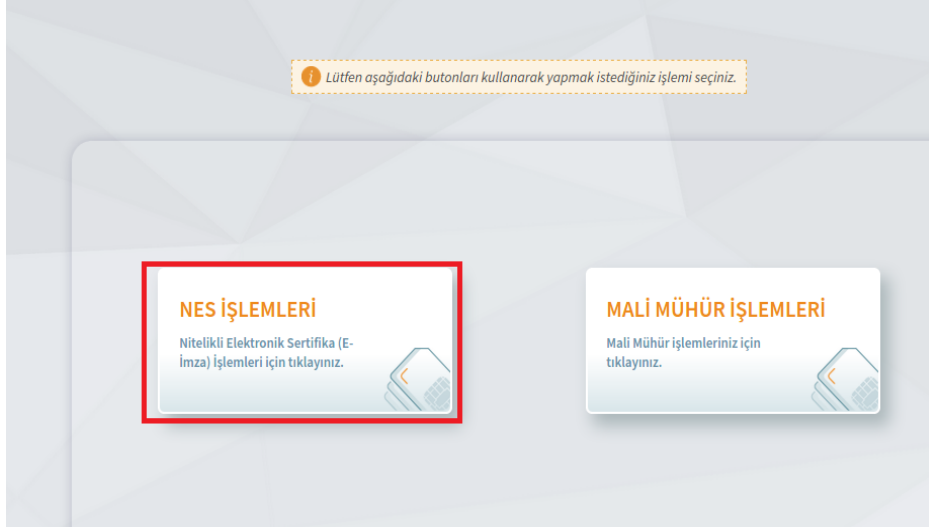 i Lütfen aşağıdaki butonları kullanarak yapmak istediğiniz işlemi seçiniz.
NES İŞLEMLERİ
Nitelikli Elektronik Sertifika (E-
İmza) İşlemleri için tıklayınız.
MALİ MÜHÜR İŞLEMLERİ
Mali Mühür işlemleriniz için
tıklayınız.